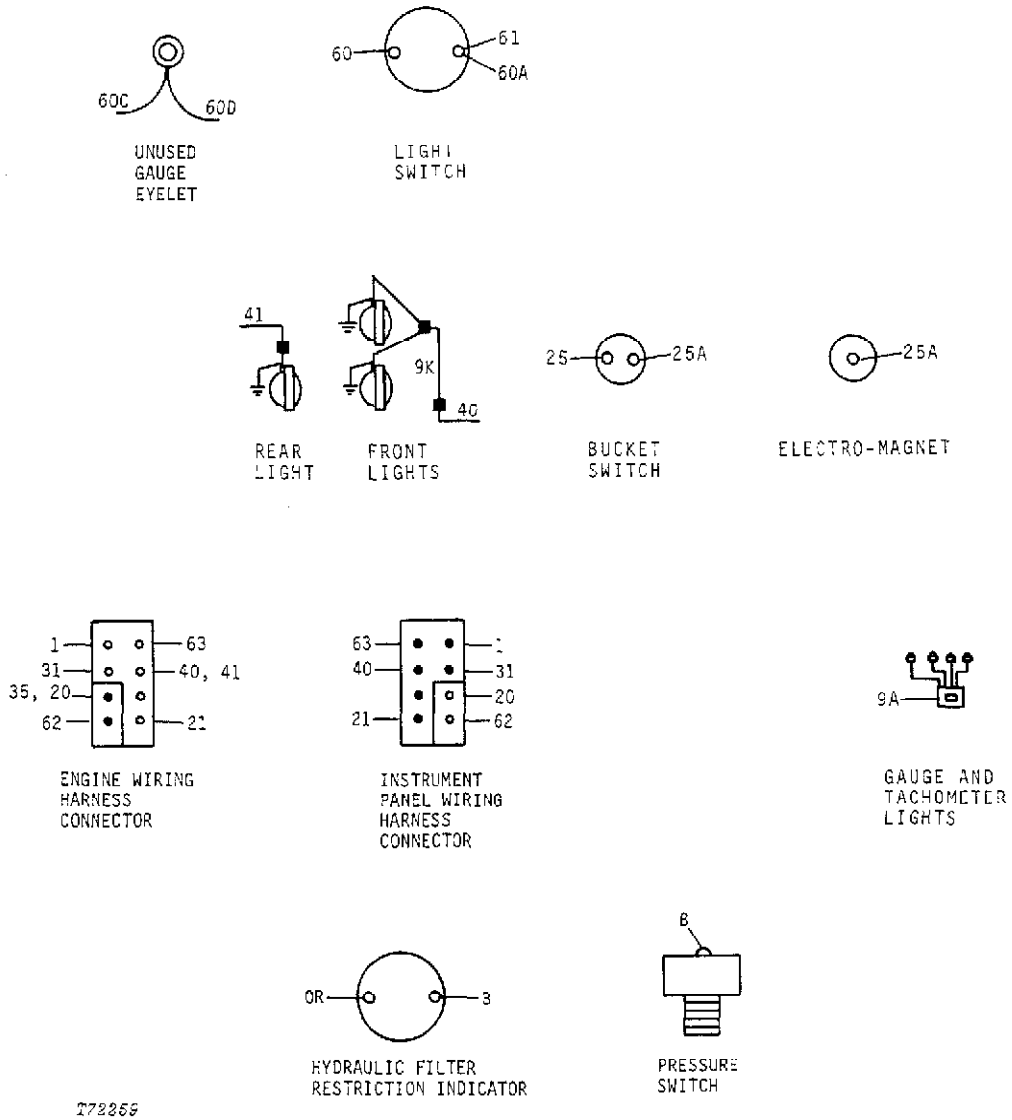 60
61
60A
60C
60D
UNUSED
GAUGE
EYELET
LIGHT
SWITCH
41
9K
40
25
25A
25A
REAR
LIGHT
FRONT
LIGHTS
BUCKET
SWITCH
ELECTRO-MAGNET
1
63
31
40, 41
35, 20
62
21
63
1
40
31
20
21
62
9A
ENGINE WIRING
HARNESS
CONNECTOR
INSTRUMENT
PANEL WIRING
HARNESS
CONNECTOR
GAUGE AND
TACHOMETER
LIGHTS
OR
B
HYDRAULIC FILTER
RESTRICTION INDICATOR
PRESSURE
SWITCH
T72259